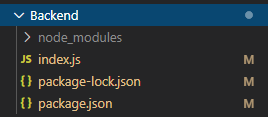 Backend
node_modules
JS index.js M
{} package-lock.json M
{} package.json M